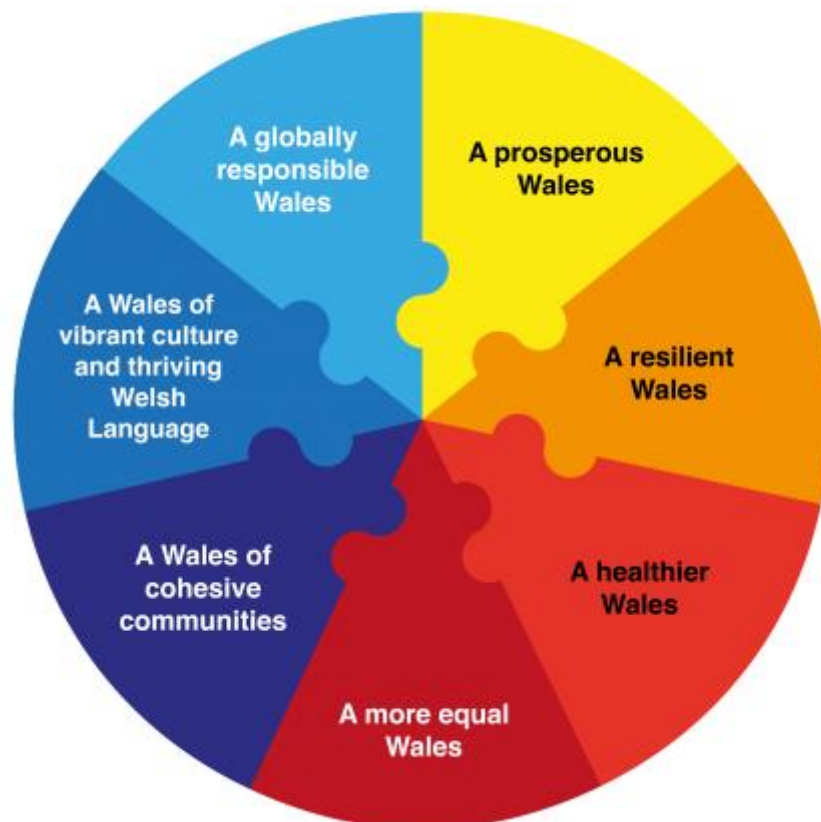 A prosperous
Wales
A resilient
Wales
A healthier
Wales
A more equal
Wales
A Wales of
cohesive
communities
A Wales of
vibrant culture
and thriving
Welsh
Language
A globally
responsible
Wales